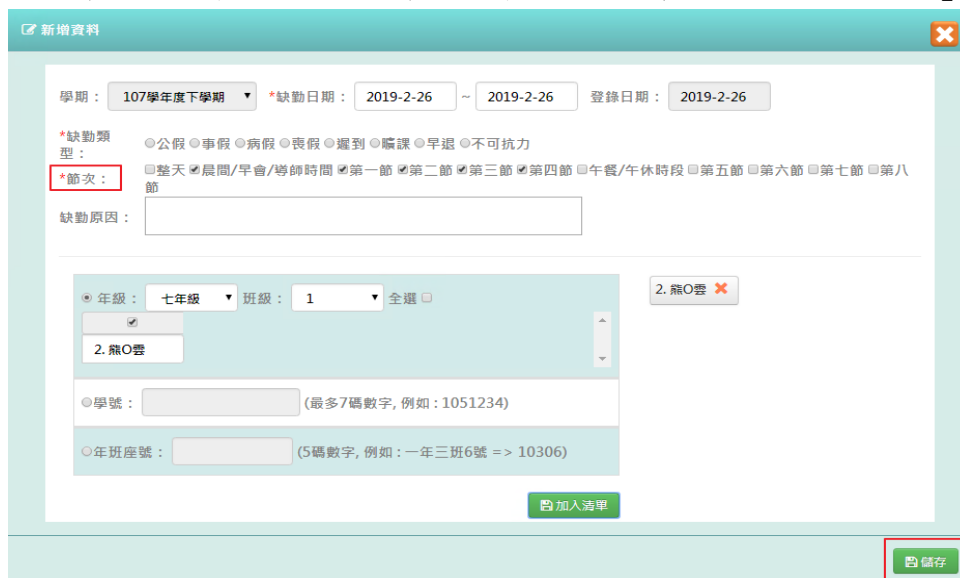 新增資料
學期： 107學年度下學期 *缺勤日期： 2019-2-26 ~ 2019-2-26 登錄日期： 2019-2-26
*缺勤類
型：
公假 事假 病假 喪假 遲到 曠課 早退 不可抗力
*節次：
整天 晨間/早會/導師時間 第一節 第二節 第三節 第四節 午餐/午休時段 第五節 第六節 第七節 第八
節
缺勤原因：
年級： 七年級 班級： 1 全選
2. 熊O雲
2. 熊O雲
學號： (最多7碼數字, 例如 : 1051234)
年班座號： (5碼數字, 例如 : 一年三班6號 => 10306)
加入清單
儲存